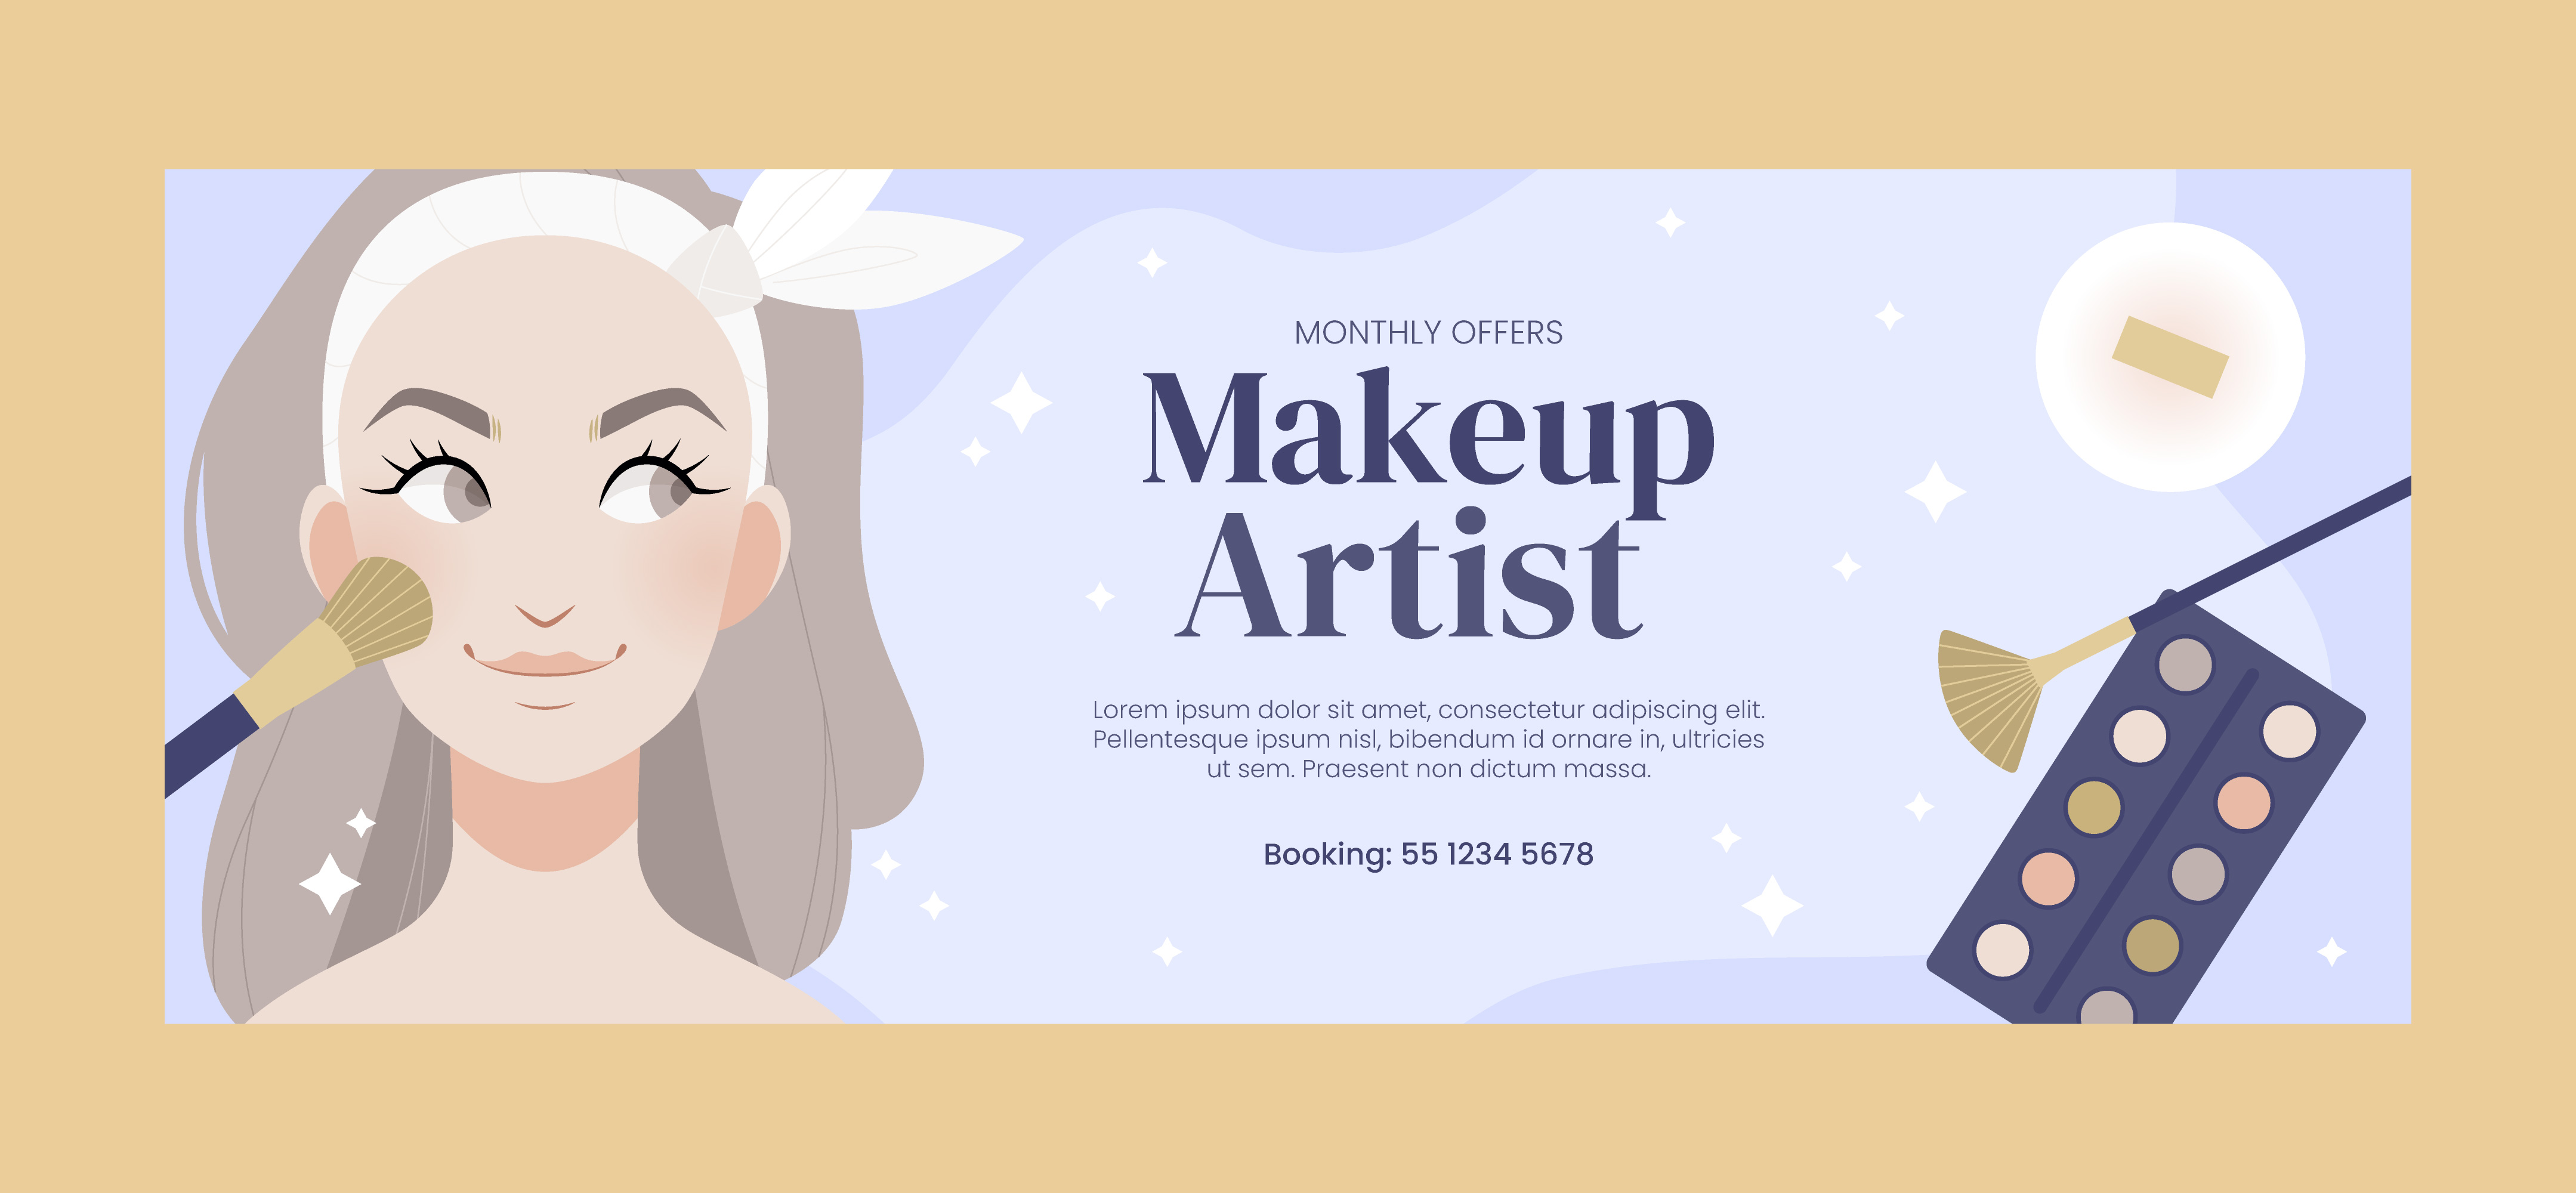 MONTHLY OFFERS
Makeup
Artist
Lorem ipsum dolor sit amet, consectetur adipiscing elit.
Pellentesque ipsum nisl, bibendum id ornare in, ultricies
ut sem. Praesent non dictum massa.
Booking: 55 1234 5678